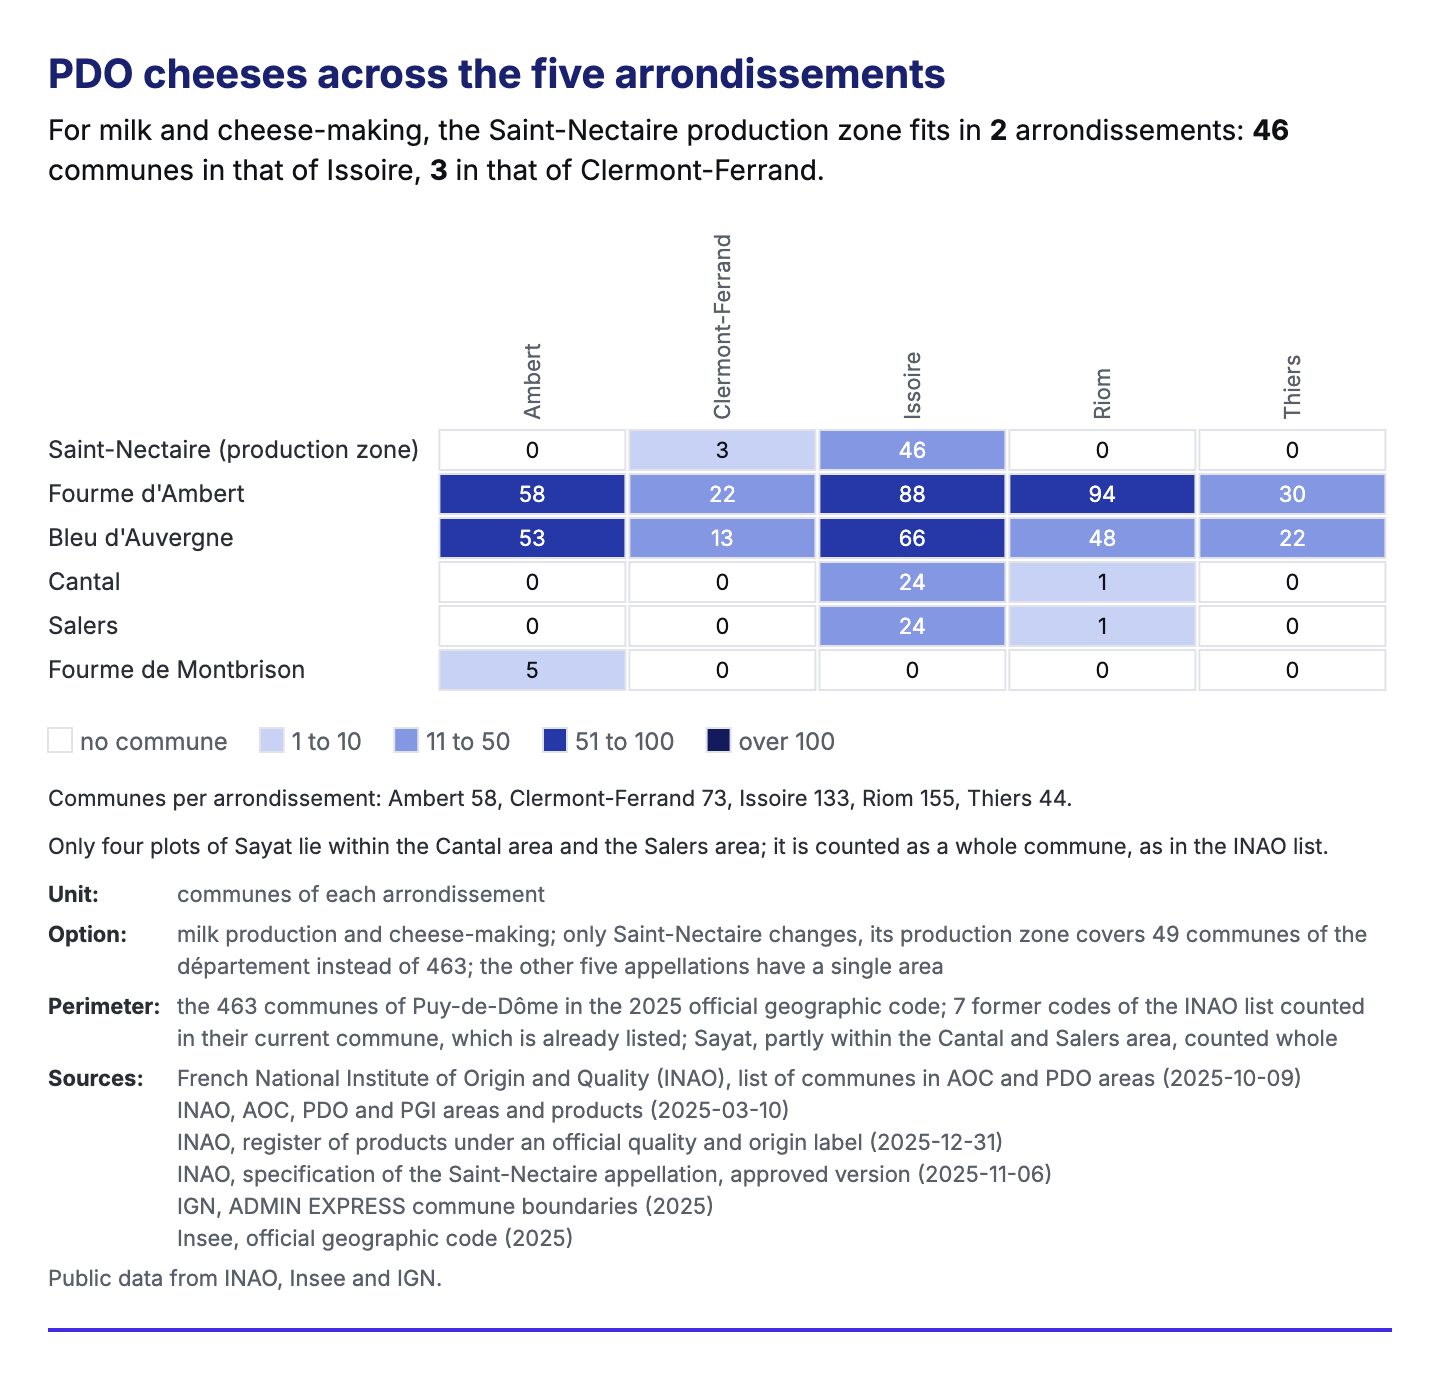 PDO cheeses across the five arrondissements
For milk and cheese-making, the Saint-Nectaire production zone fits in 2 arrondissements: 46
communes in that of Issoire, 3 in that of Clermont-Ferrand.
Ambert Clermont-Ferrand Issoire Riom Thiers
Saint-Nectaire (production zone) 0 3 46 0 0
Fourme d'Ambert 58 22 88 94 30
Bleu d'Auvergne 53 13 66 48 22
Cantal 0 0 24 1 0
Salers 0 0 24 1 0
Fourme de Montbrison 5 0 0 0 0
no commune 1 to 10 11 to 50 51 to 100 over 100
Communes per arrondissement: Ambert 58, Clermont-Ferrand 73, Issoire 133, Riom 155, Thiers 44.
Only four plots of Sayat lie within the Cantal area and the Salers area; it is counted as a whole commune, as in the INAO list.
Unit: communes of each arrondissement
Option: milk production and cheese-making; only Saint-Nectaire changes, its production zone covers 49 communes of the
département instead of 463; the other five appellations have a single area
Perimeter: the 463 communes of Puy-de-Dôme in the 2025 official geographic code; 7 former codes of the INAO list counted
in their current commune, which is already listed; Sayat, partly within the Cantal and Salers area, counted whole
Sources: French National Institute of Origin and Quality (INAO), list of communes in AOC and PDO areas (2025-10-09)
INAO, AOC, PDO and PGI areas and products (2025-03-10)
INAO, register of products under an official quality and origin label (2025-12-31)
INAO, specification of the Saint-Nectaire appellation, approved version (2025-11-06)
IGN, ADMIN EXPRESS commune boundaries (2025)
Insee, official geographic code (2025)
Public data from INAO, Insee and IGN.